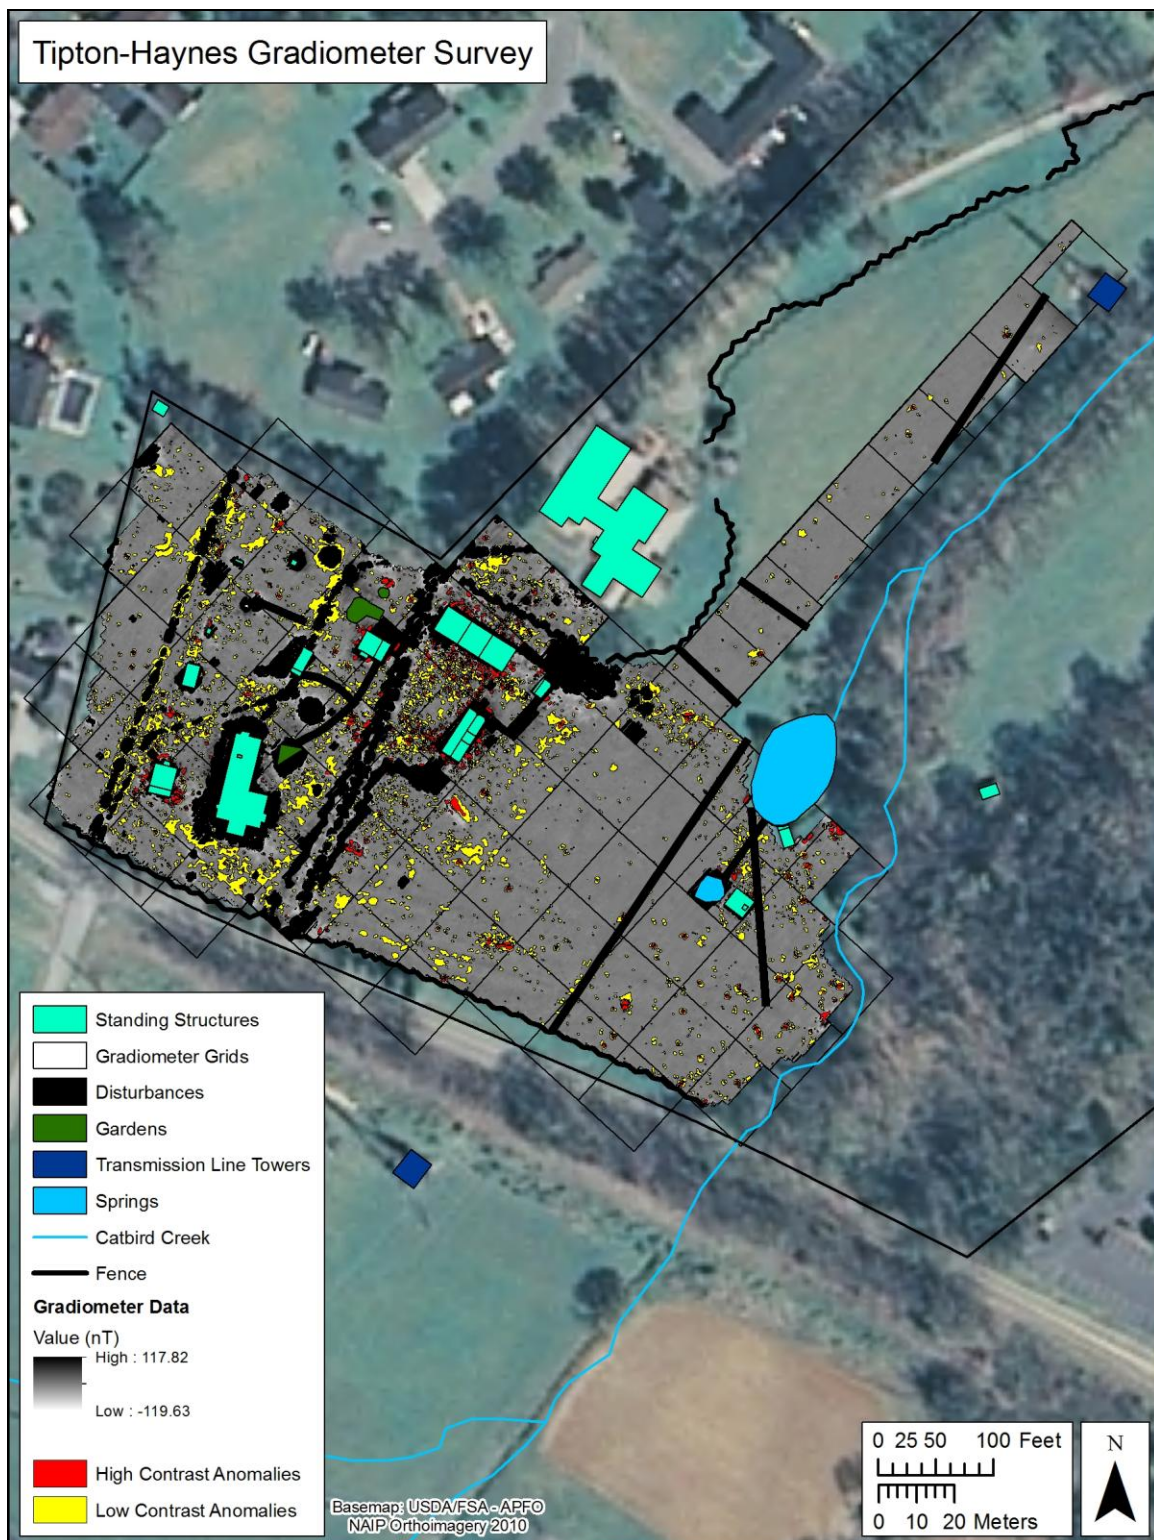 Tipton-Haynes Gradiometer Survey
Standing Structures
Gradiometer Grids
Disturbances
Gardens
Transmission Line Towers
Springs
Catbird Creek
Fence
Gradiometer Data
Value (nT)
High : 117.82
Low : -119.63
High Contrast Anomalies
Low Contrast Anomalies
Basemap: USDA/FSA - APFO
NAIP Orthoimagery 2010
0 25 50 100 Feet
0 10 20 Meters
N